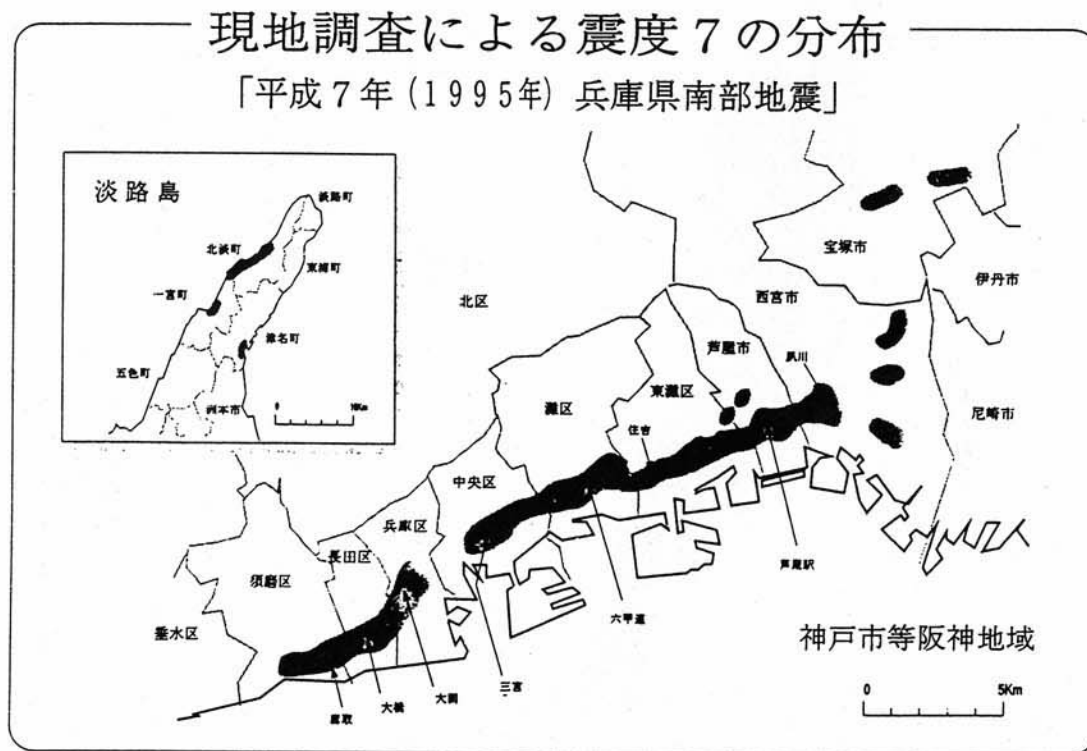 現地調査による震度7の分布
「平成7年(1995年) 兵庫県南部地震」
淡路島
淡路町
北淡町
東浦町
一宮町
津名町
五色町
洲本市
0
10Km
宝塚市
伊丹市
北区
西宮市
芦屋市
夙川
東灘区
灘区
尼崎市
住吉
中央区
兵庫区
長田区
芦屋駅
須磨区
六甲道
垂水区
神戸市等阪神地域
三宮
大開
大橋
鷹取
0
5Km